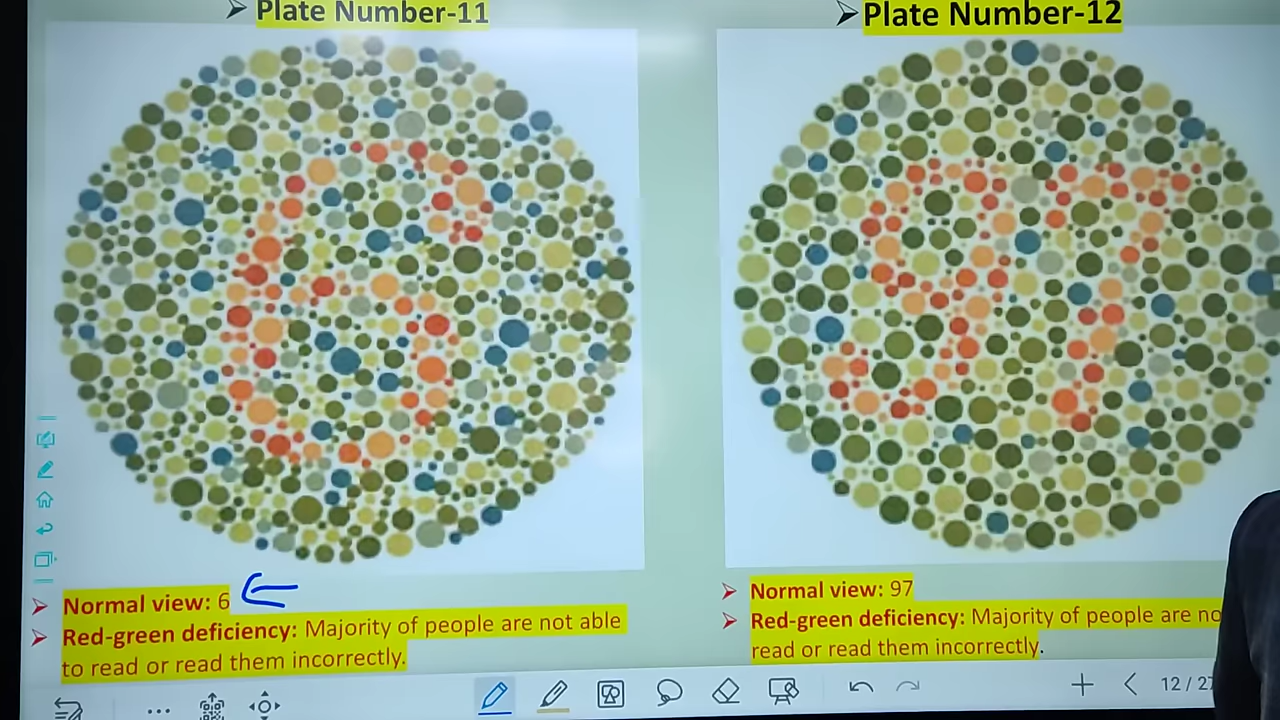 ➤ Plate Number-11
6
➤ Normal view: 6
➤ Red-green deficiency: Majority of people are not able
to read or read them incorrectly.
➤ Plate Number-12
97
➤ Normal view: 97
➤ Red-green deficiency: Majority of people are no
read or read them incorrectly.
12 / 27